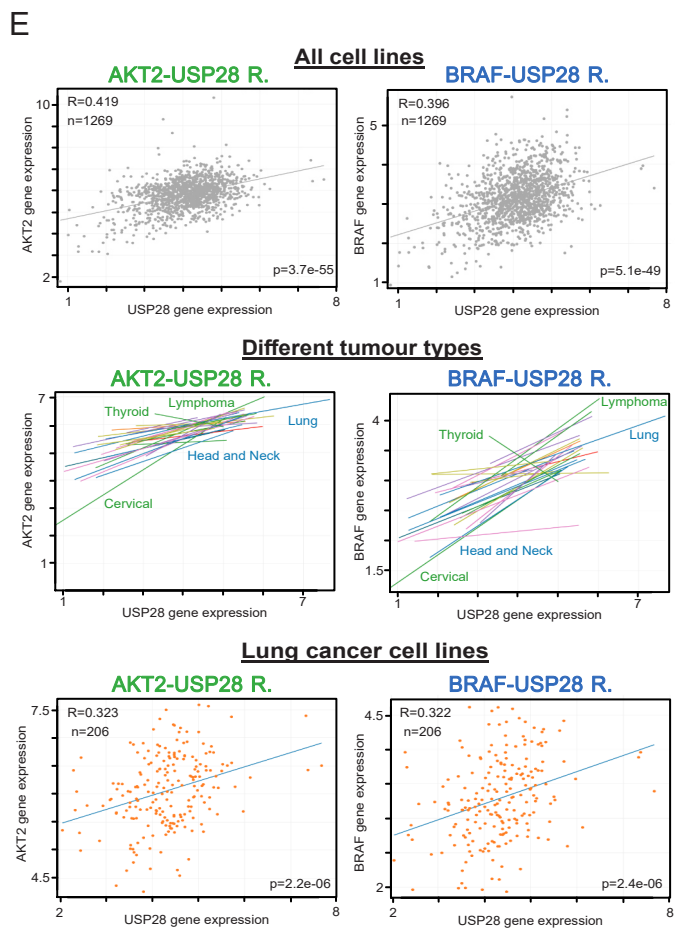 E
All cell lines
AKT2-USP28 R.
BRAF-USP28 R.
R=0.419
n=1269
10
2
AKT2 gene expression
p=3.7e-55
1
8
USP28 gene expression
R=0.396
n=1269
5
1
BRAF gene expression
p=5.1e-49
1
8
USP28 gene expression
Different tumour types
AKT2-USP28 R.
BRAF-USP28 R.
7
1
AKT2 gene expression
Lymphoma
Thyroid
Lung
Head and Neck
Cervical
1
7
USP28 gene expression
4
1.5
BRAF gene expression
Lymphoma
Thyroid
Lung
Head and Neck
Cervical
1
7
USP28 gene expression
Lung cancer cell lines
AKT2-USP28 R.
BRAF-USP28 R.
7.5
4.5
AKT2 gene expression
R=0.323
n=206
p=2.2e-06
2
8
USP28 gene expression
4.5
2
BRAF gene expression
R=0.322
n=206
p=2.4e-06
2
8
USP28 gene expression